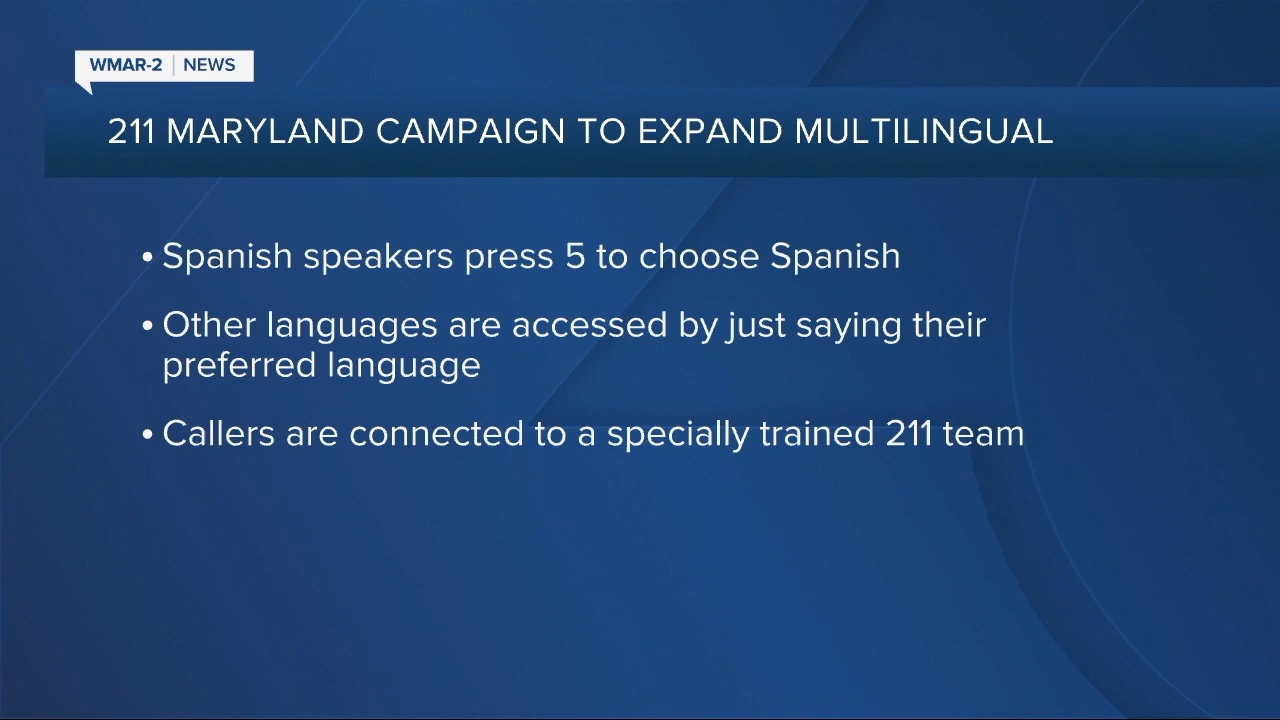 WMAR-2 | NEWS
211 MARYLAND CAMPAIGN TO EXPAND MULTILINGUAL
• Spanish speakers press 5 to choose Spanish
• Other languages are accessed by just saying their
preferred language
• Callers are connected to a specially trained 211 team